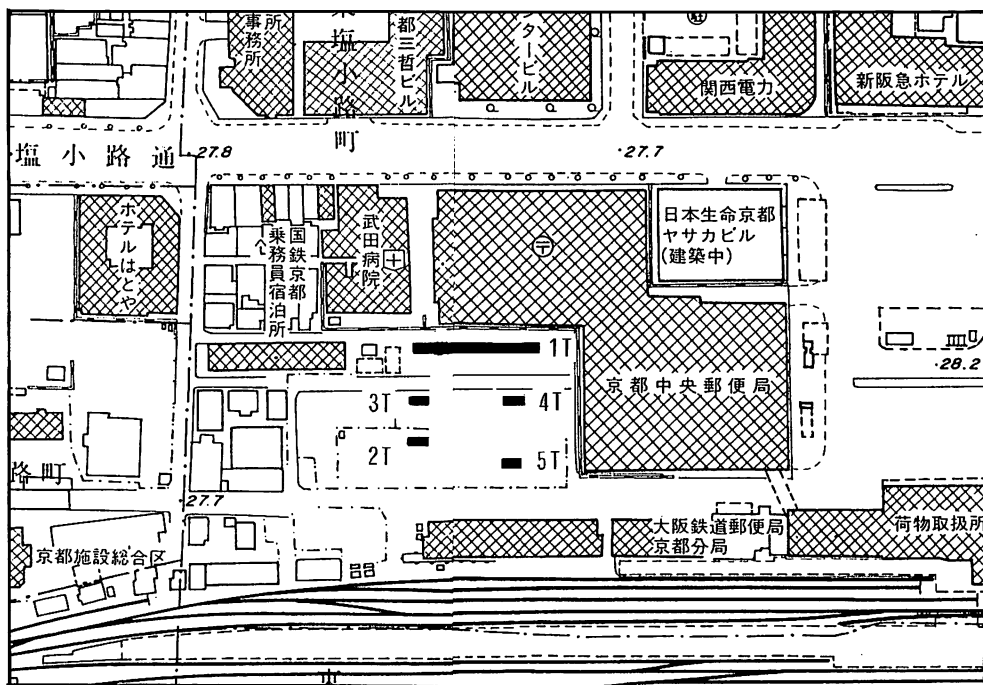 事務所
都三哲ビル
塩小路町
タービル
駐
関西電力
新阪急ホテル
塩小路通
27.8
27.7
ホテルはとや
国鉄京都
乗務員宿泊所
武田病院
〒
日本生命京都
ヤサカビル
(建築中)
28.2
1T
京都中央郵便局
3T
4T
2T
5T
路町
27.7
京都施設総合区
大阪鉄道郵便局
京都分局
荷物取扱所